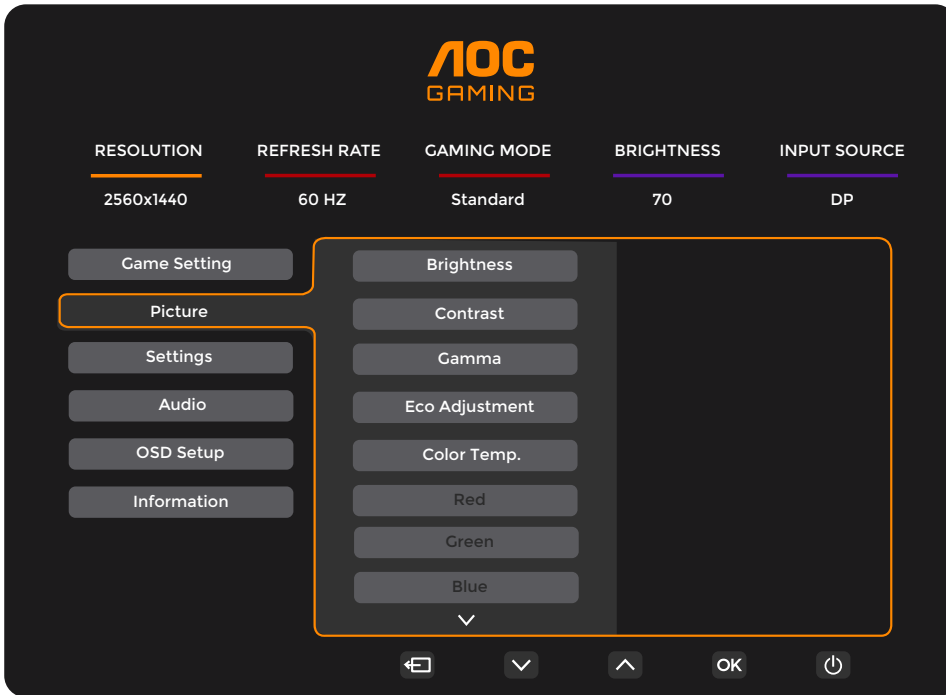 AOC
GAMING
RESOLUTION REFRESH RATE GAMING MODE BRIGHTNESS INPUT SOURCE
2560x1440 60 HZ Standard 70 DP
Game Setting
Picture
Settings
Audio
OSD Setup
Information
Brightness
Contrast
Gamma
Eco Adjustment
Color Temp.
Red
Green
Blue
OK